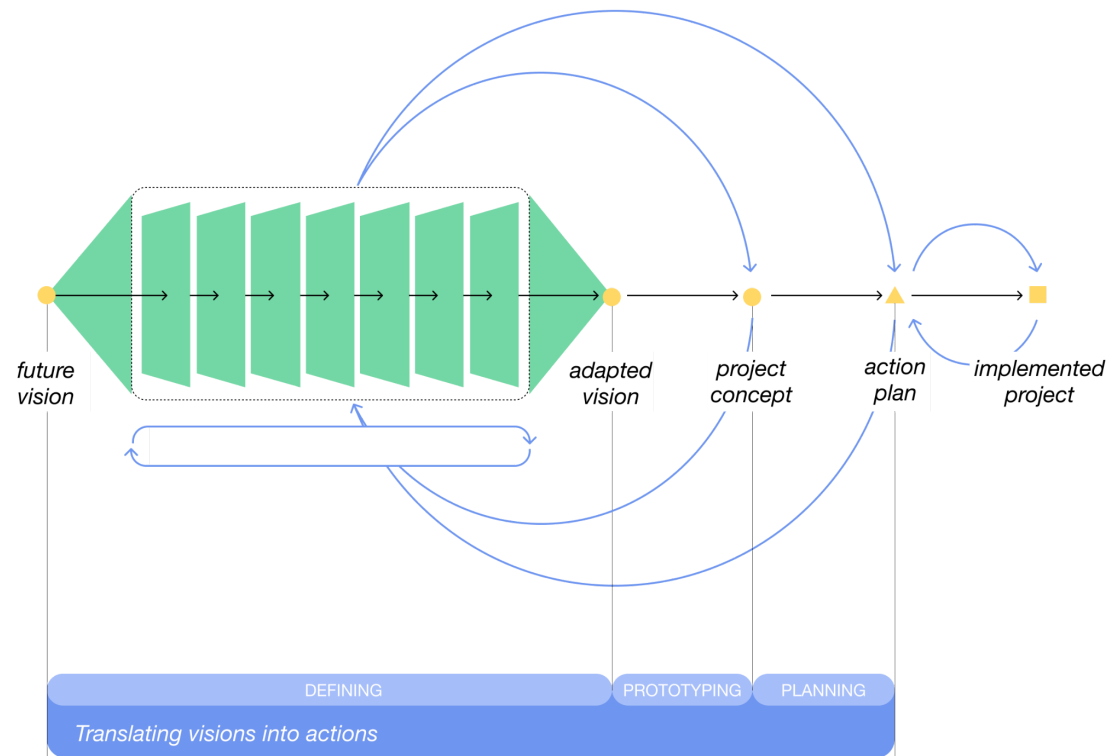 future
vision
adapted
vision
project
concept
action
plan
implemented
project
DEFINING
PROTOTYPING
PLANNING
Translating visions into actions